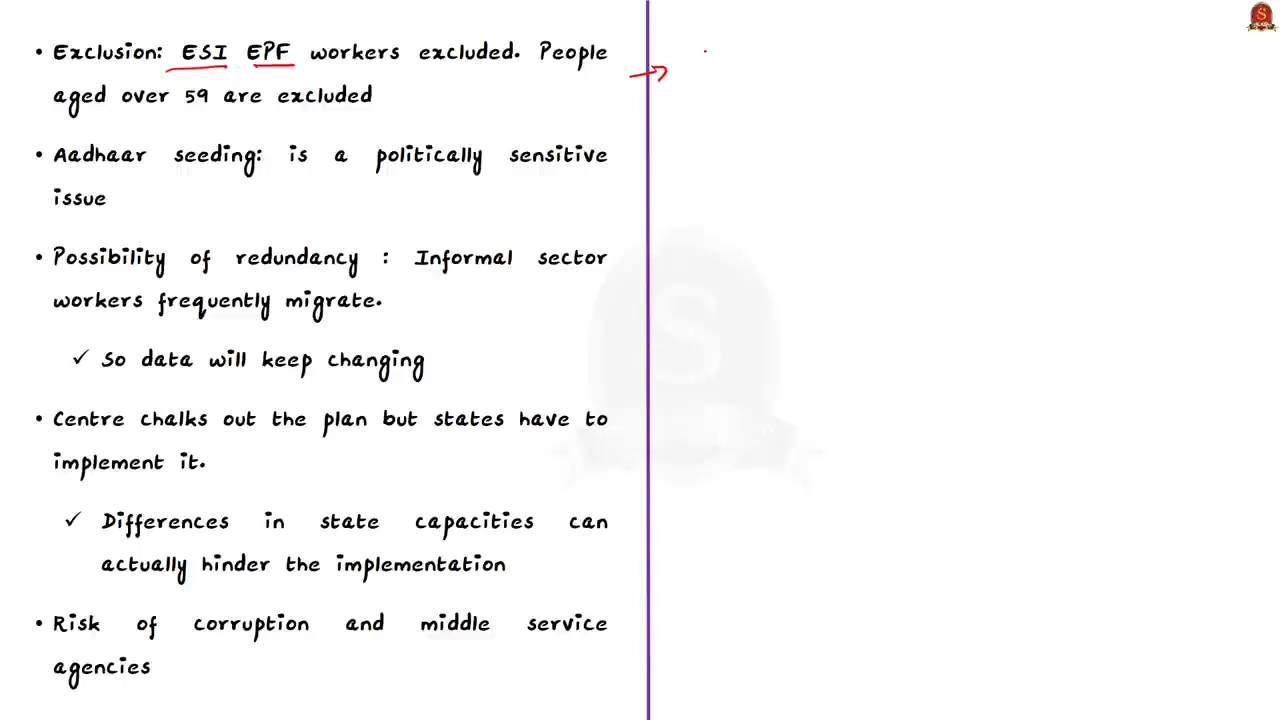 • Exclusion: ESI EPF workers excluded. People
aged over 59 are excluded
• Aadhaar seeding: is a politically sensitive
issue
• Possibility of redundancy : Informal sector
workers frequently migrate.
✓ So data will keep changing
• Centre chalks out the plan but states have to
implement it.
✓ Differences in state capacities can
actually hinder the implementation
• Risk of corruption and middle service
agencies
S